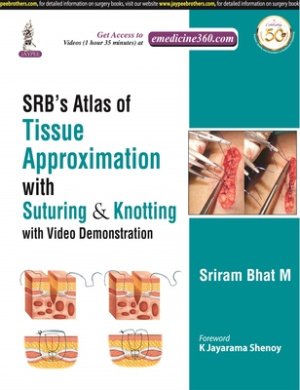 peebrothers.com, for detailed information on surgery books, visit our website www.jaypeebrothers.com, for detailed information on surgery book
JAYPEE
Get Access to
Videos (1 hour 35 minutes) at
emedicine360.com
50
SRB's Atlas of
Tissue
Approximation
with
Suturing & Knotting
with Video Demonstration
Sriram Bhat M
Foreword
K Jayarama Shenoy